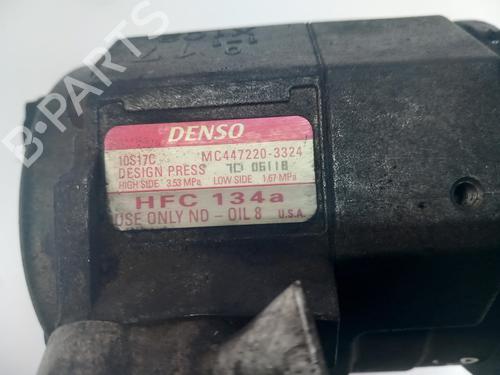 DENSO
10S17C MC447220-3324
DESIGN PRESS
HIGH SIDE 3.53 MPa LOW SIDE 1.67 MPa
HFC 134a
USE ONLY ND-OIL 8 U.S.A.